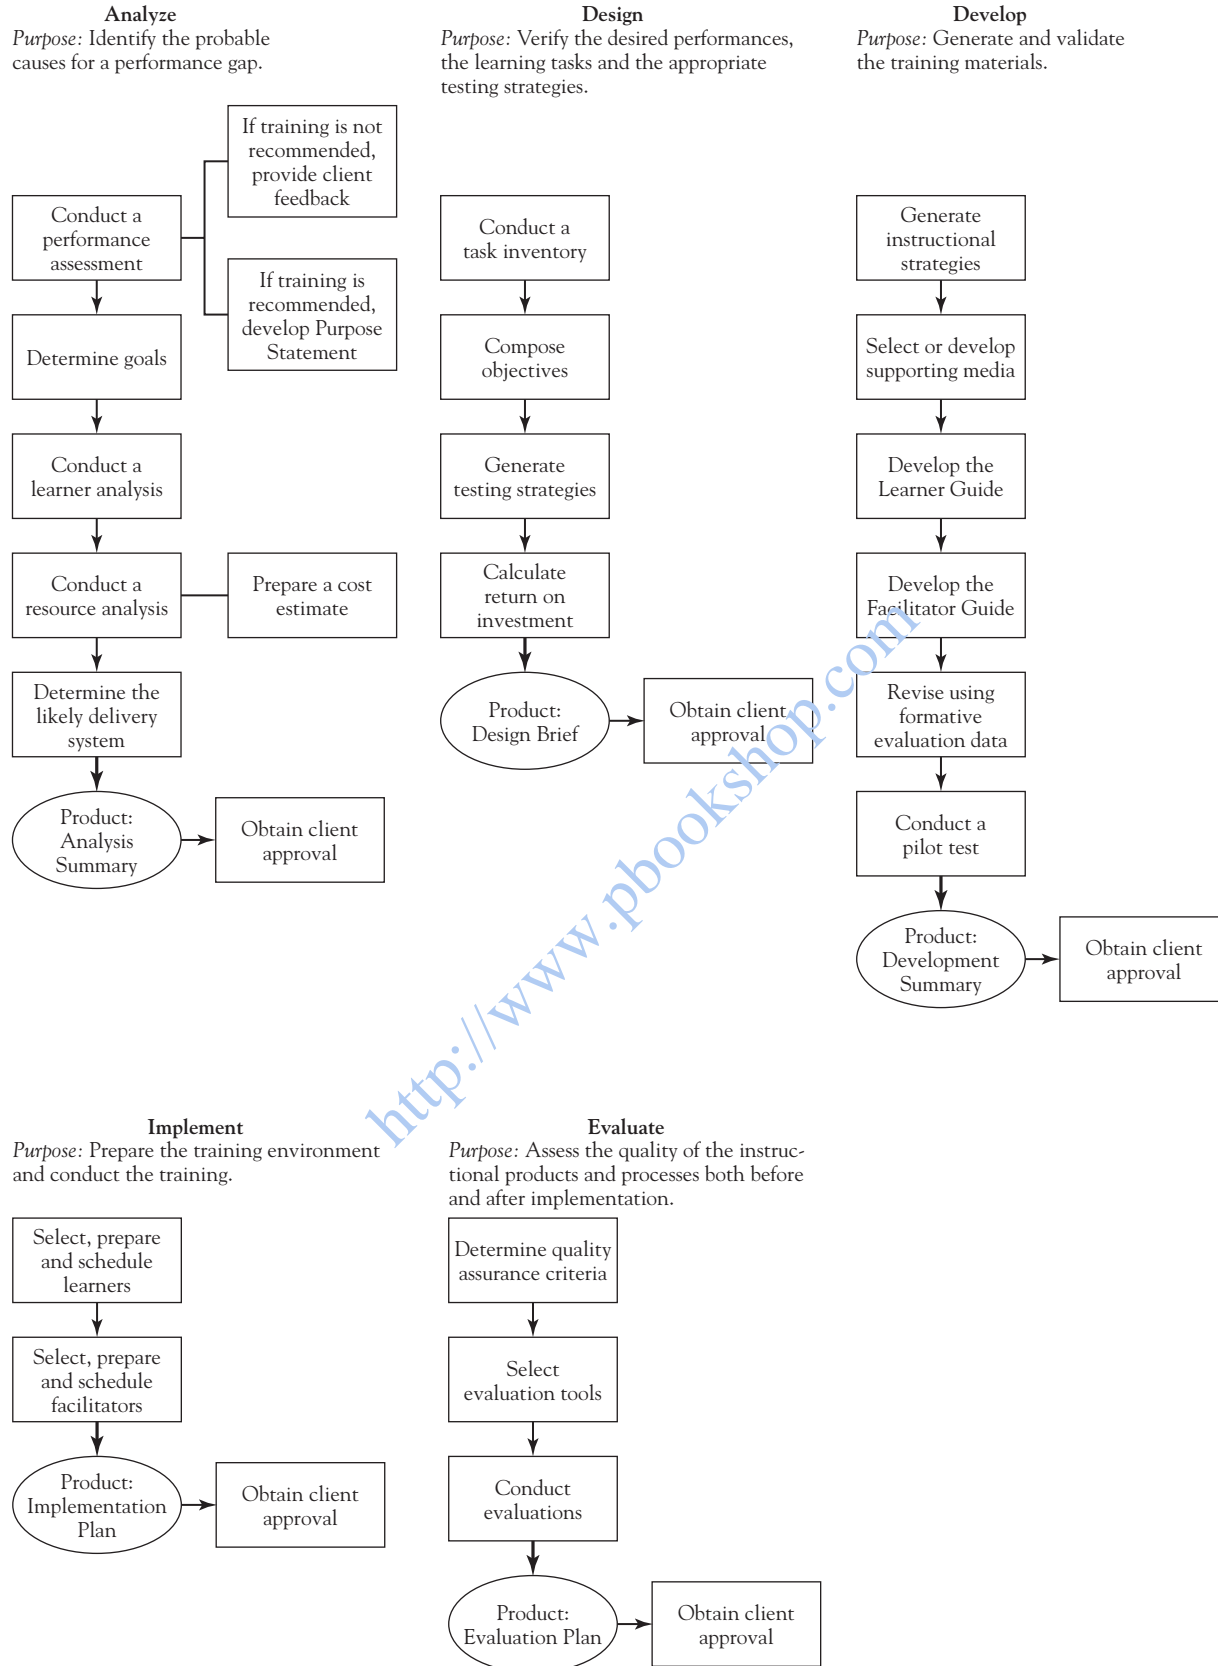 Analyze
Purpose: Identify the probable
causes for a performance gap.
If training is not
recommended,
provide client
feedback
Conduct a
performance
assessment
If training is
recommended,
develop Purpose
Statement
Determine goals
Conduct a
learner analysis
Conduct a
resource analysis
Prepare a cost
estimate
Determine the
likely delivery
system
Product:
Analysis
Summary
Obtain client
approval
Design
Purpose: Verify the desired performances,
the learning tasks and the appropriate
testing strategies.
Conduct a
task inventory
Compose
objectives
Generate
testing strategies
Calculate
return on
investment
Product:
Design Brief
Obtain client
approval
Develop
Purpose: Generate and validate
the training materials.
Generate
instructional
strategies
Select or develop
supporting media
Develop the
Learner Guide
Develop the
Facilitator Guide
Revise using
formative
evaluation data
Conduct a
pilot test
Product:
Development
Summary
Obtain client
approval
http://www.pbookshop.com
Implement
Purpose: Prepare the training environment
and conduct the training.
Select, prepare
and schedule
learners
Select, prepare
and schedule
facilitators
Product:
Implementation
Plan
Obtain client
approval
Evaluate
Purpose: Assess the quality of the instruc-
tional products and processes both before
and after implementation.
Determine quality
assurance criteria
Select
evaluation tools
Conduct
evaluations
Product:
Evaluation Plan
Obtain client
approval